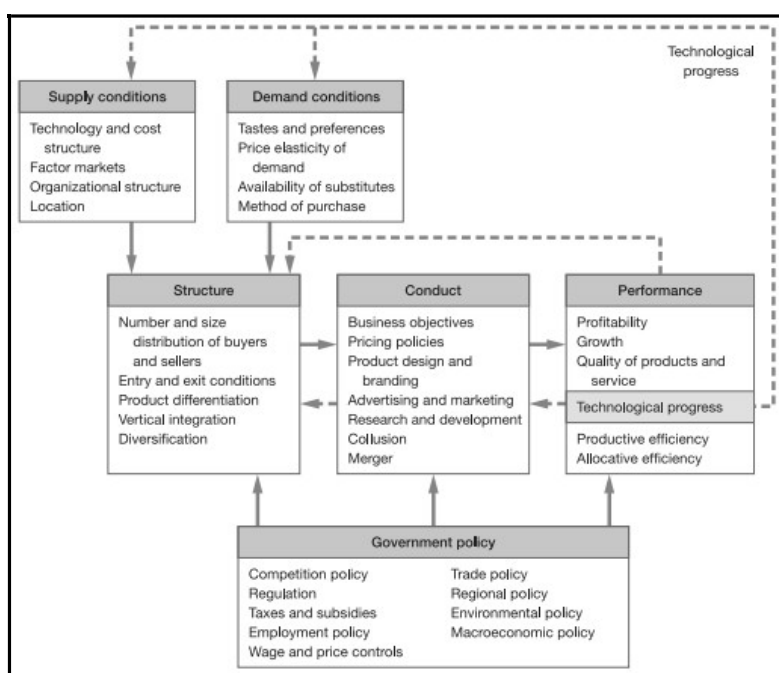 Technological
progress
Supply conditions
Technology and cost
structure
Factor markets
Organizational structure
Location
Demand conditions
Tastes and preferences
Price elasticity of
demand
Availability of substitutes
Method of purchase
Structure
Number and size
distribution of buyers
and sellers
Entry and exit conditions
Product differentiation
Vertical integration
Diversification
Conduct
Business objectives
Pricing policies
Product design and
branding
Advertising and marketing
Research and development
Collusion
Merger
Performance
Profitability
Growth
Quality of products and
service
Technological progress
Productive efficiency
Allocative efficiency
Government policy
Competition policy
Regulation
Taxes and subsidies
Employment policy
Wage and price controls
Trade policy
Regional policy
Environmental policy
Macroeconomic policy